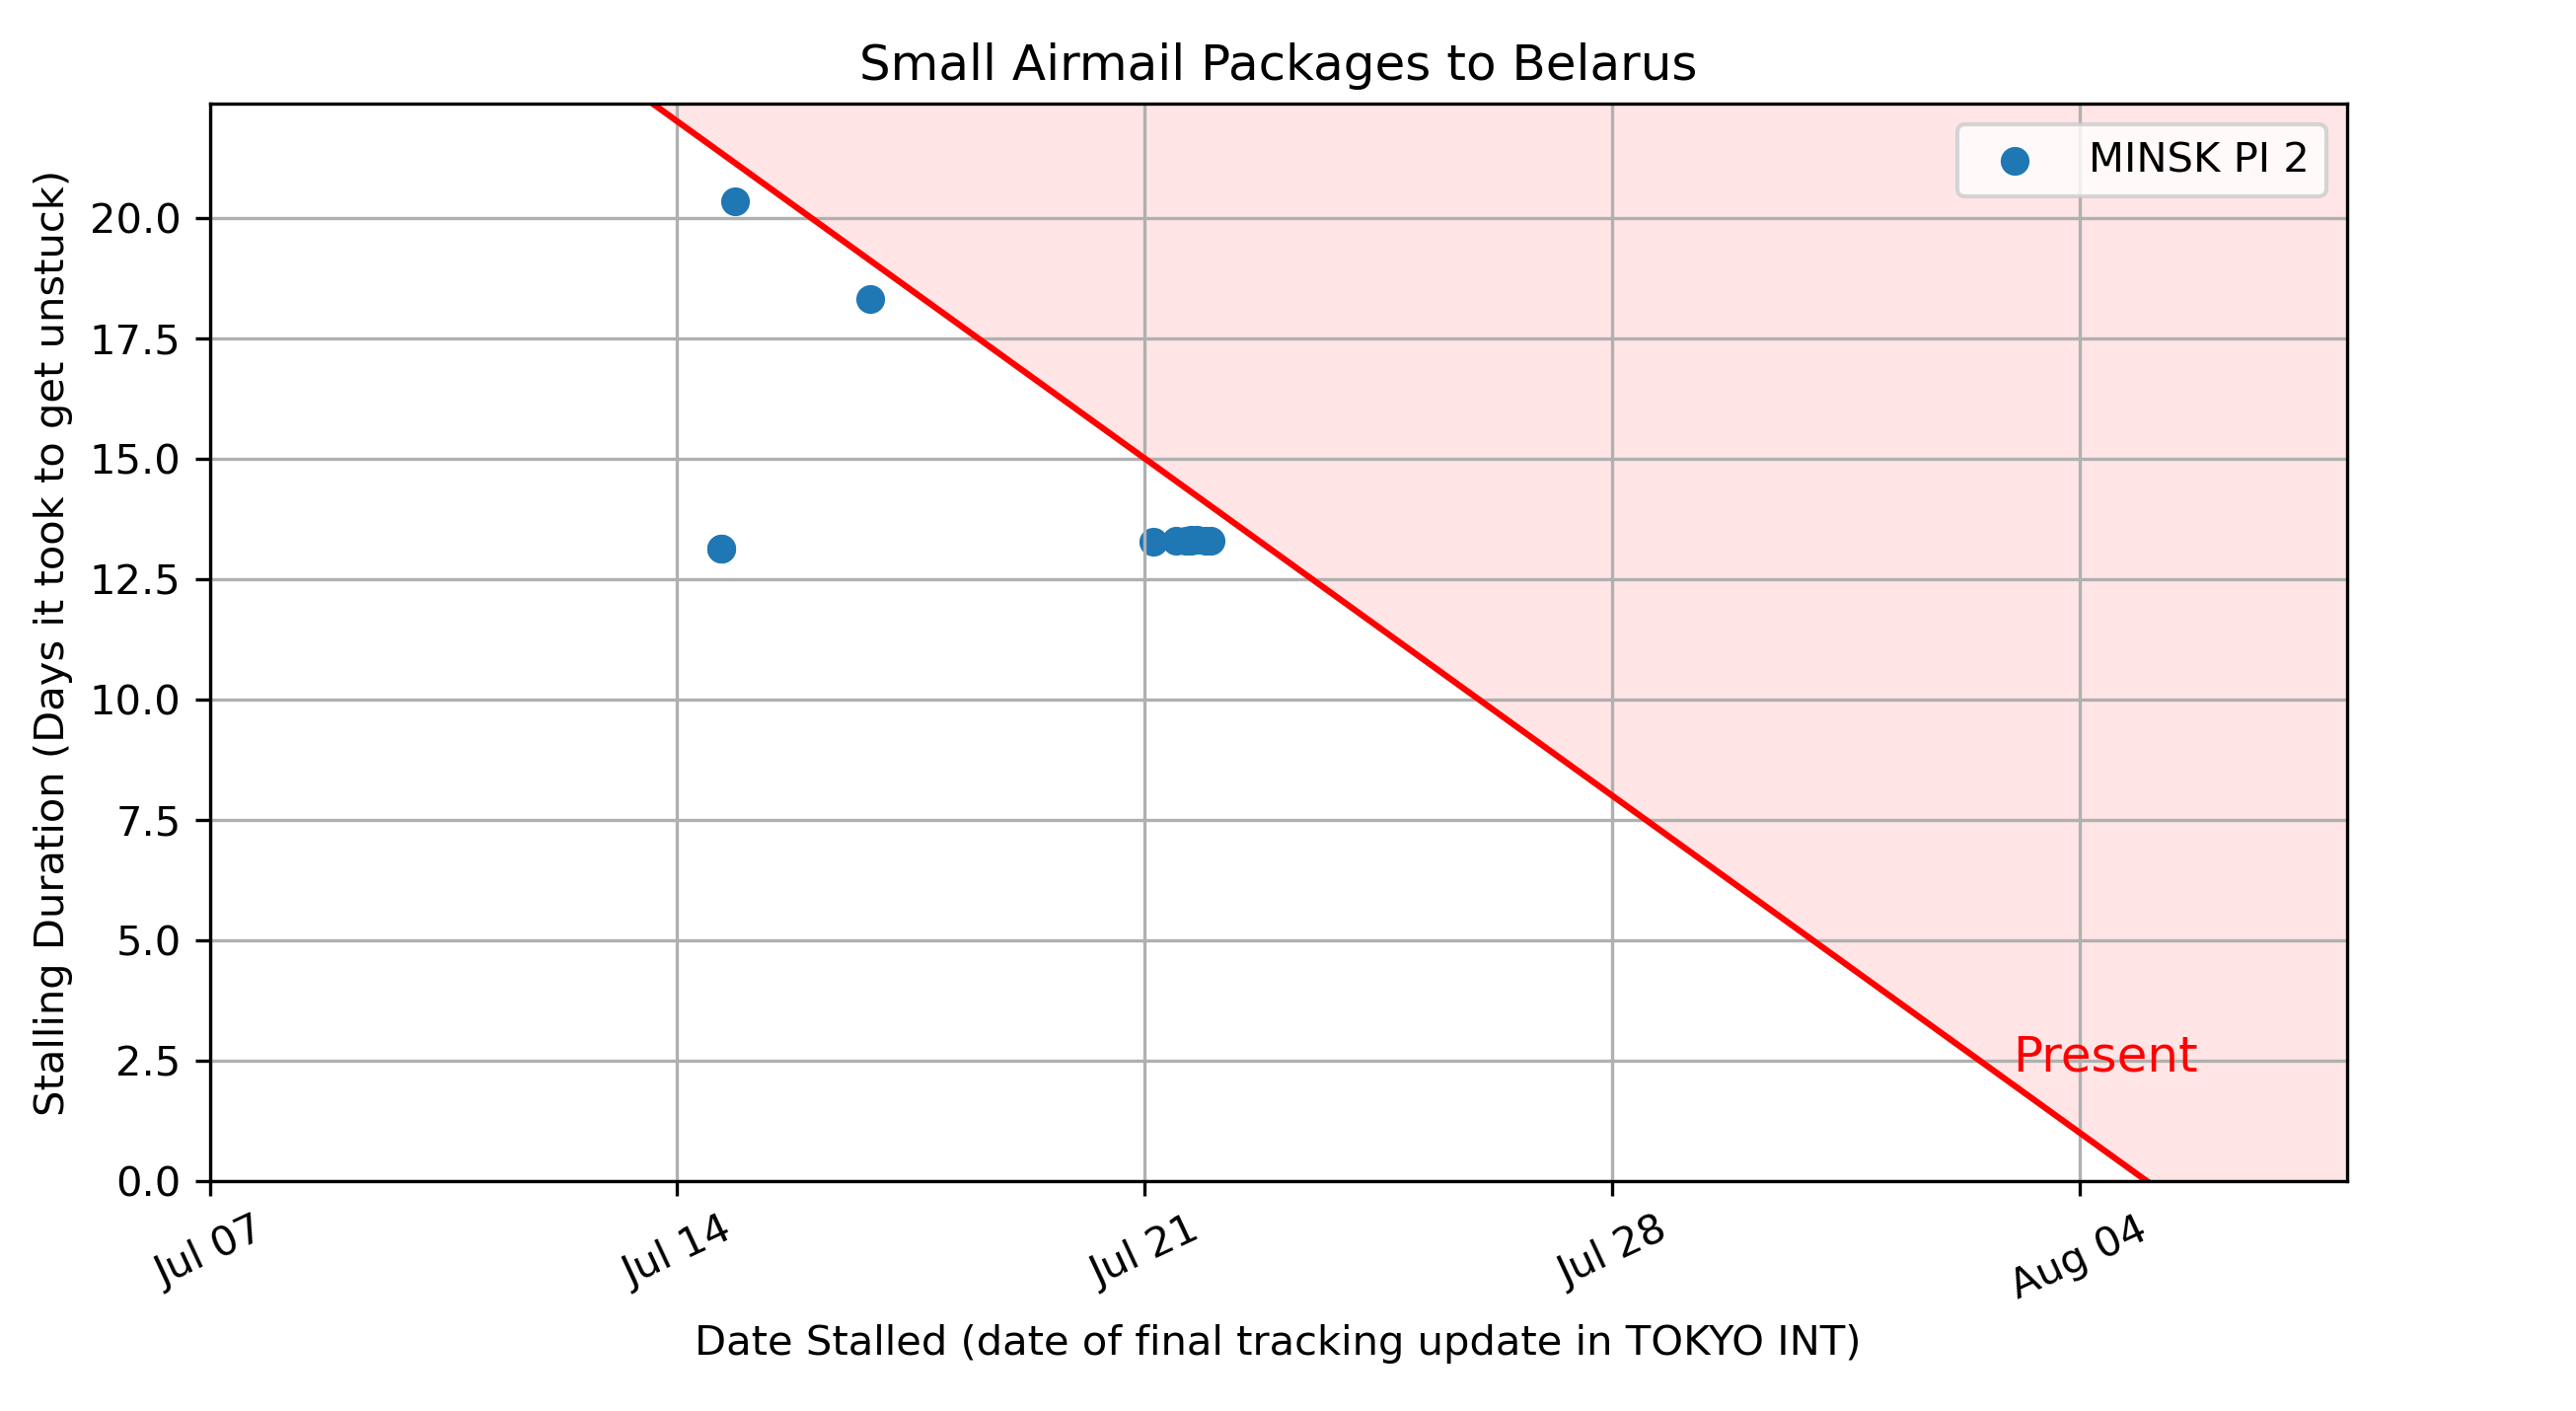 Small Airmail Packages to Belarus
MINSK PI 2
Stalling Duration (Days it took to get unstuck)
20.0
17.5
15.0
12.5
10.0
7.5
5.0
2.5
0.0
Present
Jul 07
Jul 14
Jul 21
Jul 28
Aug 04
Date Stalled (date of final tracking update in TOKYO INT)